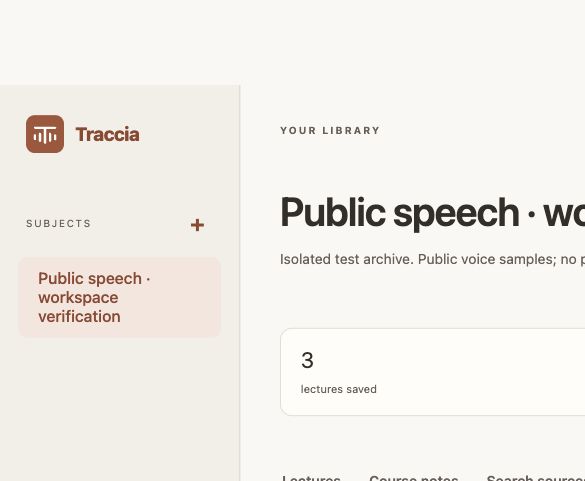 Traccia
SUBJECTS
Public speech ·
workspace
verification
YOUR LIBRARY
Public speech · wo
Isolated test archive. Public voice samples; no p
3
lectures saved
Lectures Course notes Search source